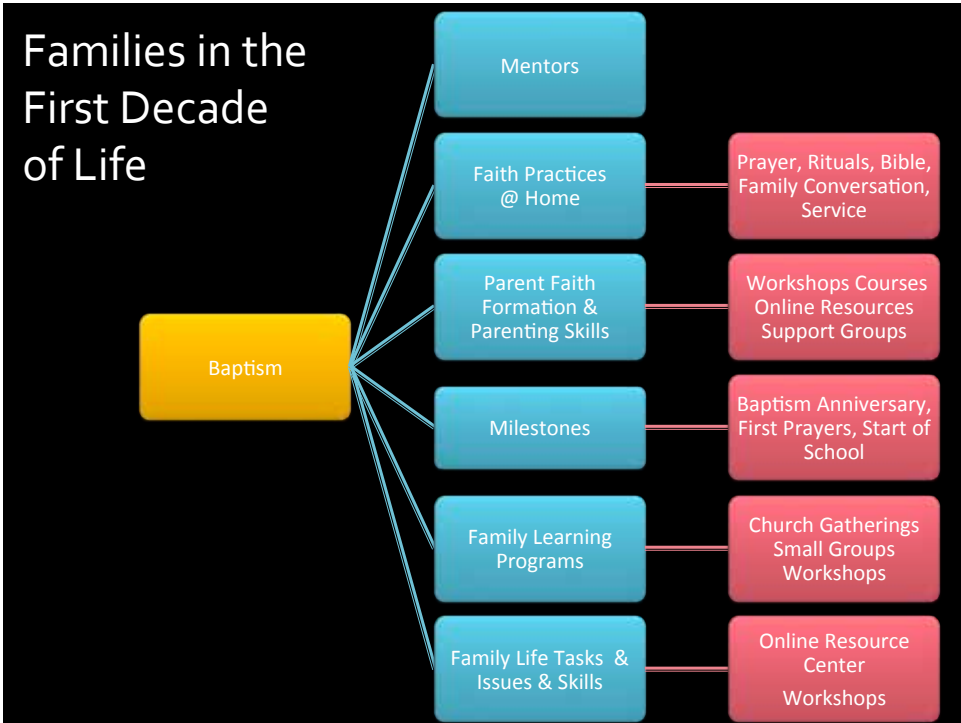 Families in the
First Decade
of Life
Baptism
Mentors
Faith Practices
@ Home
Prayer, Rituals, Bible,
Family Conversation,
Service
Parent Faith
Formation &
Parenting Skills
Workshops Courses
Online Resources
Support Groups
Milestones
Baptism Anniversary,
First Prayers, Start of
School
Family Learning
Programs
Church Gatherings
Small Groups
Workshops
Family Life Tasks &
Issues & Skills
Online Resource
Center
Workshops